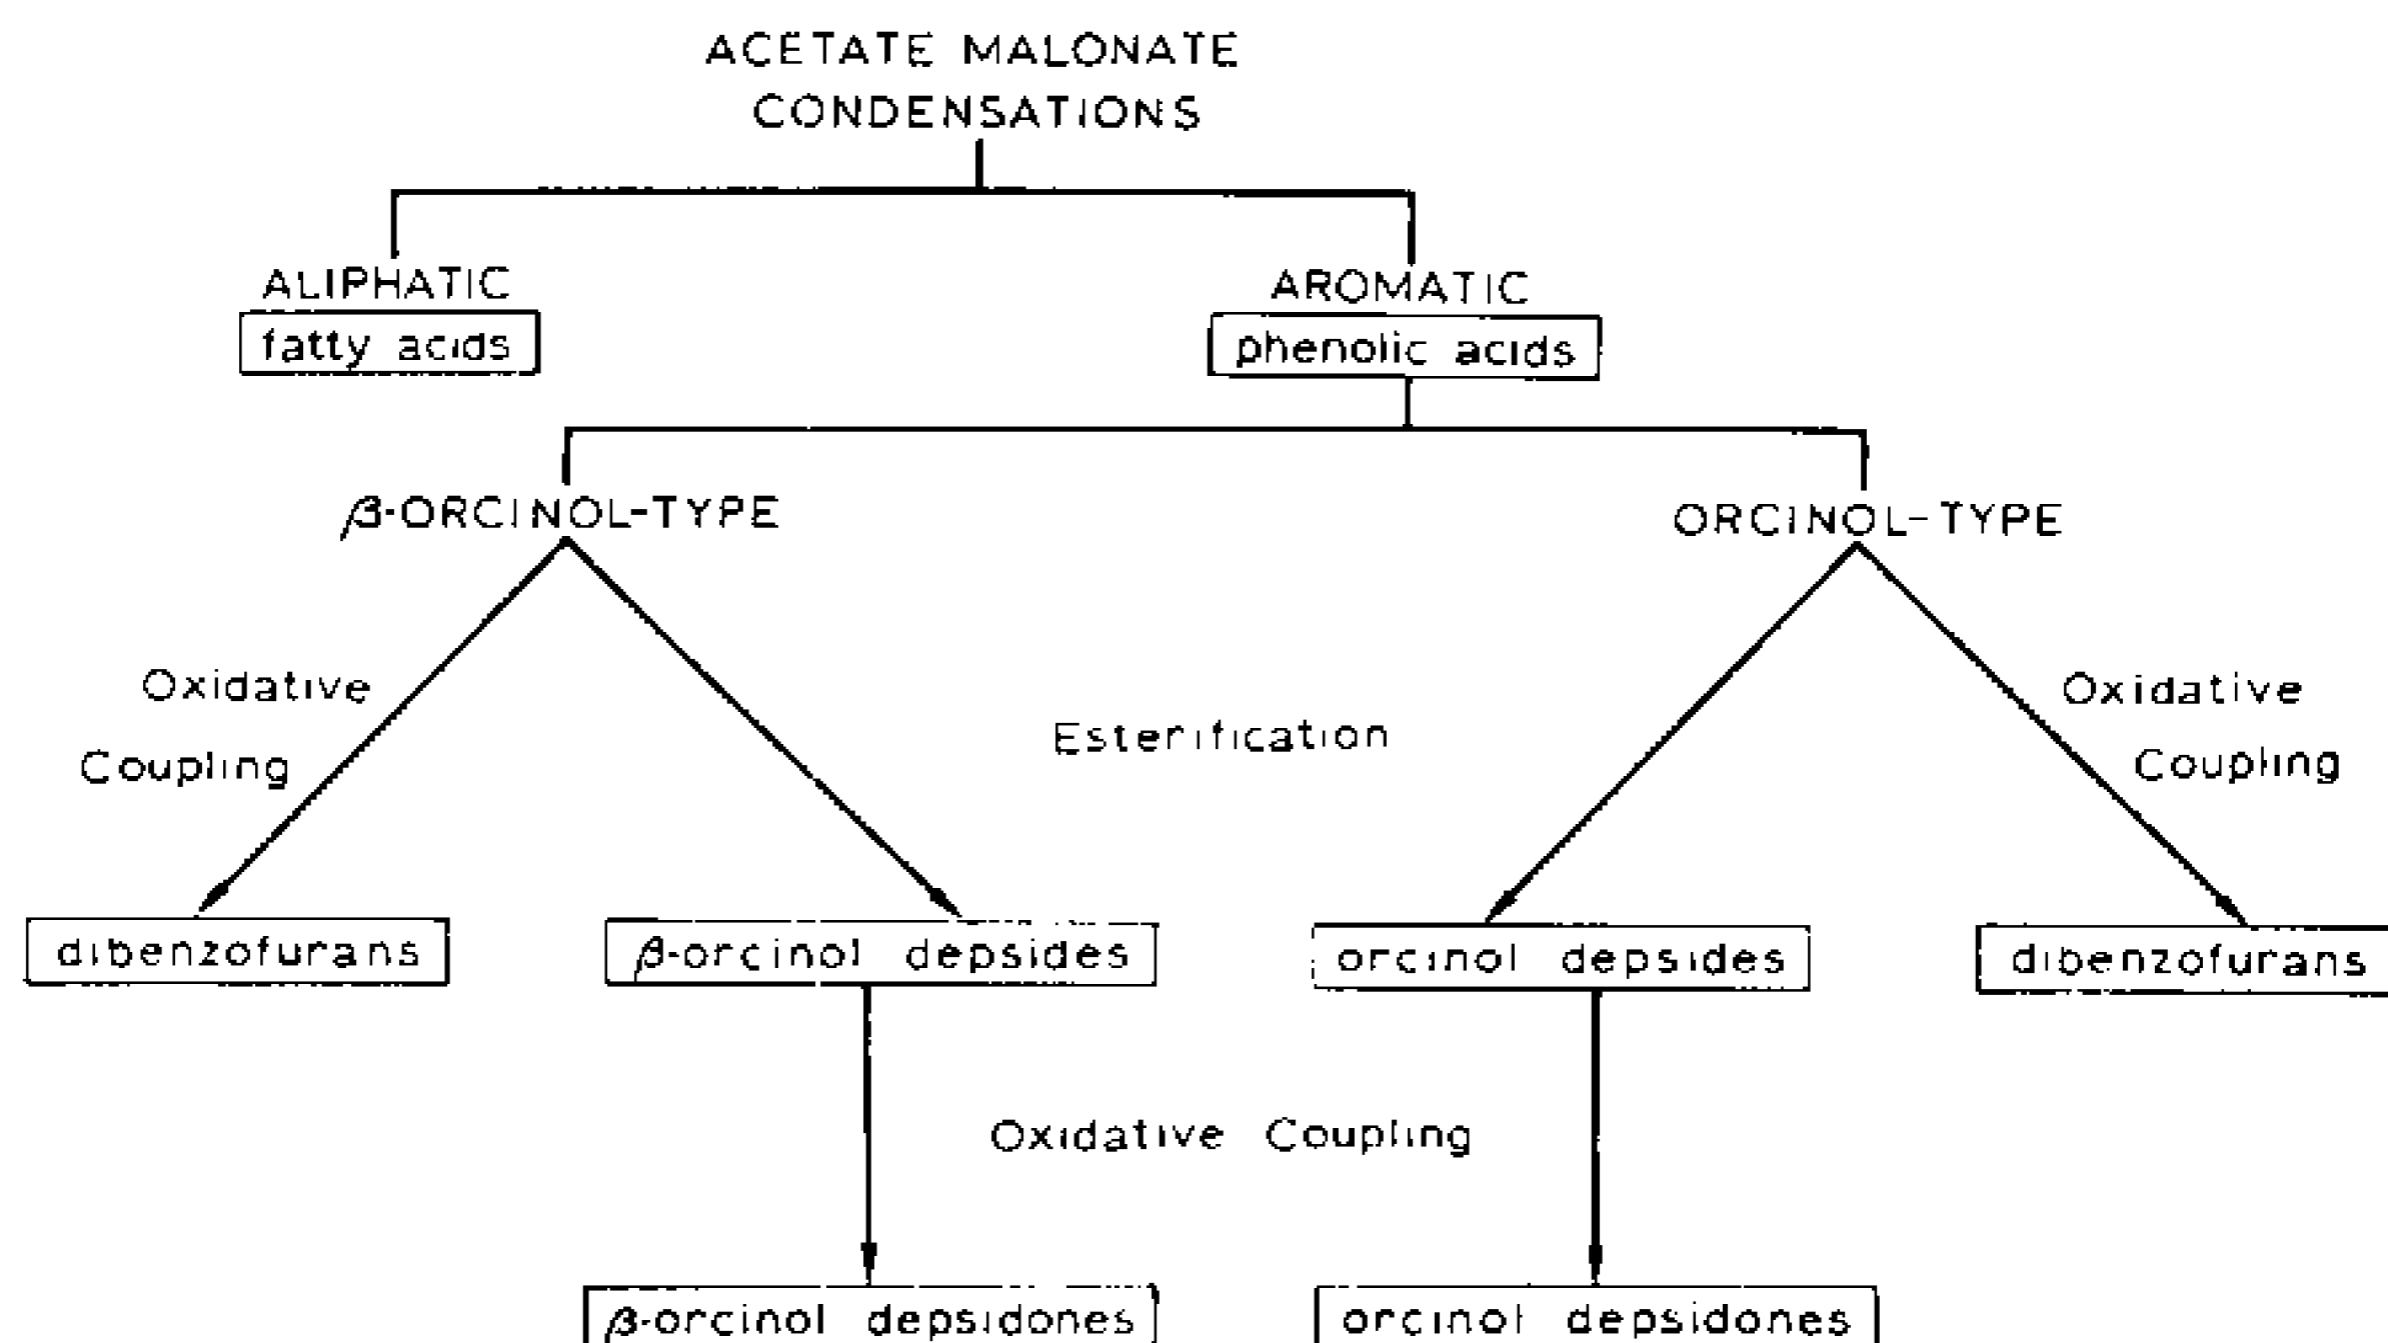 ACETATE MALONATE
CONDENSATIONS
ALIPHATIC
AROMATIC
fatty acids
phenolic acids
β-ORCINOL-TYPE
ORCINOL-TYPE
Oxidative
Coupling
Esterification
Oxidative
Coupling
dibenzofurans
β-orcinol depsides
orcinol depsides
dibenzofurans
Oxidative Coupling
β-orcinol depsidones
orcinol depsidones